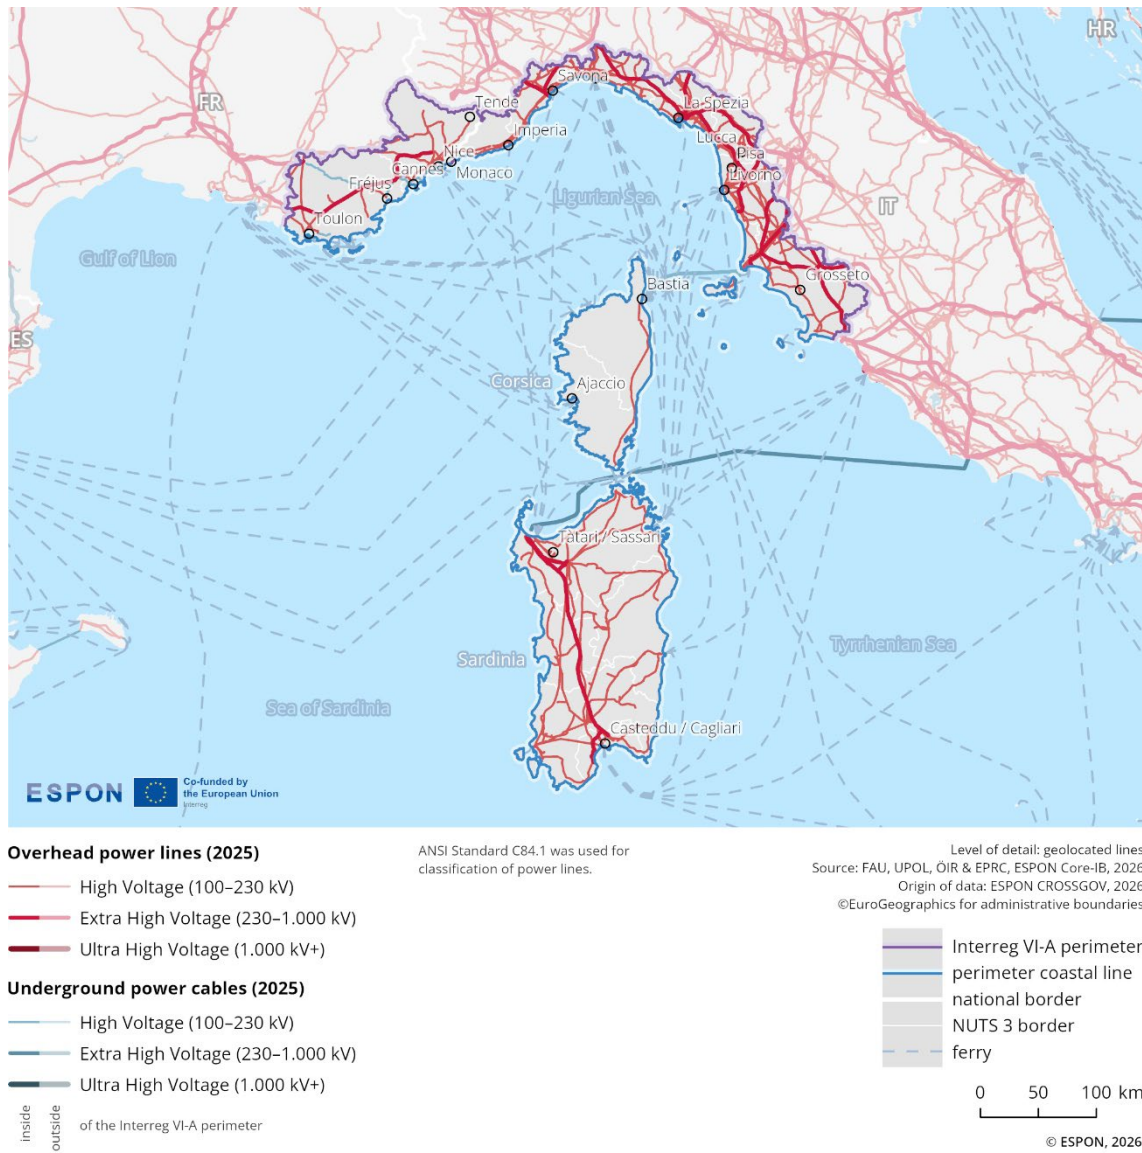 HR
FR
Tende
Savona
La Spezia
Imperia
Lucca
Nice
Pisa
Cannes
Monaco
Livorno
Fréjus
Ligurian Sea
IT
Toulon
Gulf of Lion
Grosseto
Bastia
ES
Corsica
Ajaccio
Tàtari / Sassari
Sardinia
Tyrrhenian Sea
Sea of Sardinia
Casteddu / Cagliari
ESPON
Co-funded by
the European Union
Interreg
Overhead power lines (2025)
High Voltage (100–230 kV)
Extra High Voltage (230–1.000 kV)
Ultra High Voltage (1.000 kV+)
Underground power cables (2025)
High Voltage (100–230 kV)
Extra High Voltage (230–1.000 kV)
Ultra High Voltage (1.000 kV+)
inside
outside
of the Interreg VI-A perimeter
ANSI Standard C84.1 was used for
classification of power lines.
Level of detail: geolocated lines
Source: FAU, UPOL, ÖIR & EPRC, ESPON Core-IB, 2026
Origin of data: ESPON CROSSGOV, 2026
©EuroGeographics for administrative boundaries
Interreg VI-A perimeter
perimeter coastal line
national border
NUTS 3 border
ferry
0 50 100 km
© ESPON, 2026